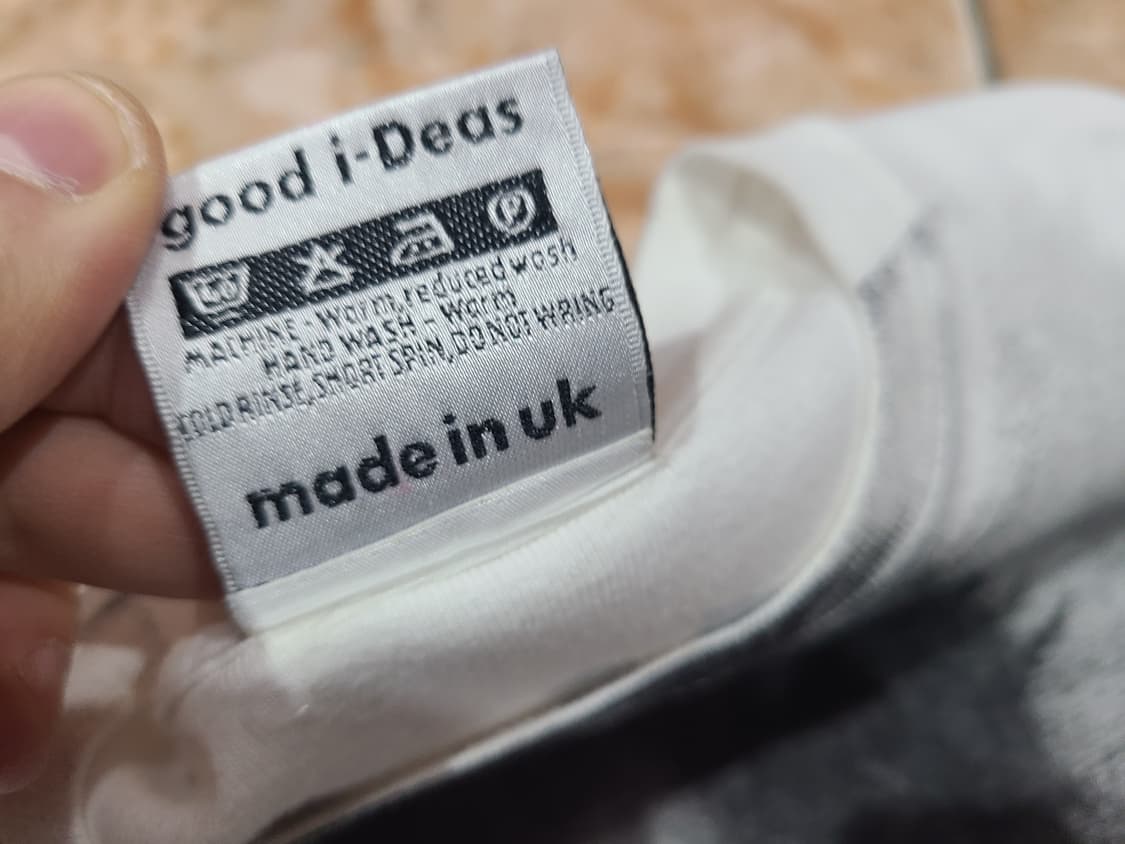 good i-Deas
MACHINE - Warm, reduced wash
HAND WASH - Warm
COLD RINSE, SHORT SPIN, DO NOT WRING
made in uk